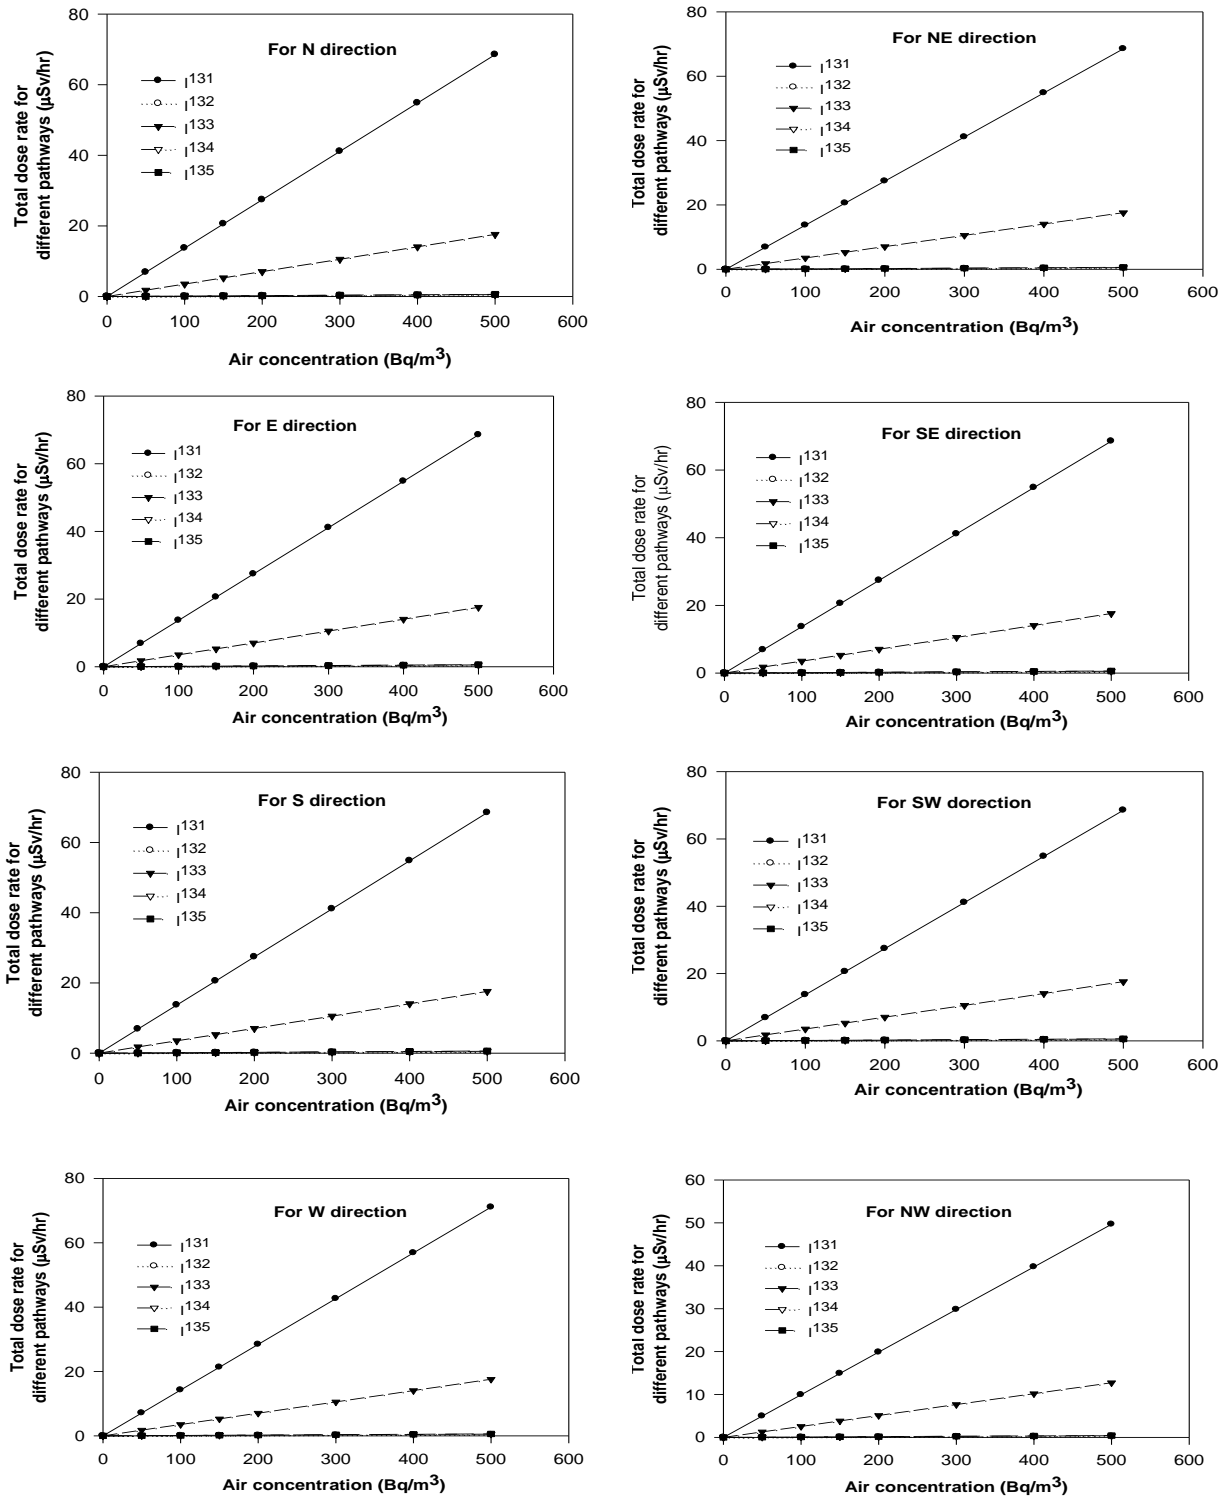 For N direction
Total dose rate for
different pathways (μSv/hr)
80
60
40
20
0
I131
I132
I133
I134
I135
0 100 200 300 400 500 600
Air concentration (Bq/m3)
For NE direction
Total dose rate for
different pathways (μSv/hr)
80
60
40
20
0
I131
I132
I133
I134
I135
0 100 200 300 400 500 600
Air concentration (Bq/m3)
For E direction
Total dose rate for
different pathways (μSv/hr)
80
60
40
20
0
I131
I132
I133
I134
I135
0 100 200 300 400 500 600
Air concentration (Bq/m3)
For SE direction
Total dose rate for
different pathways (μSv/hr)
80
60
40
20
0
I131
I132
I133
I134
I135
0 100 200 300 400 500 600
Air concentration (Bq/m3)
For S direction
Total dose rate for
different pathways (μSv/hr)
80
60
40
20
0
I131
I132
I133
I134
I135
0 100 200 300 400 500 600
Air concentration (Bq/m3)
For SW dorection
Total dose rate for
different pathways (μSv/hr)
80
60
40
20
0
I131
I132
I133
I134
I135
0 100 200 300 400 500 600
Air concentration (Bq/m3)
For W direction
Total dose rate for
different pathways (μSv/hr)
80
60
40
20
0
I131
I132
I133
I134
I135
0 100 200 300 400 500 600
Air concentration (Bq/m3)
For NW direction
Total dose rate for
different pathways (μSv/hr)
60
50
40
30
20
10
0
I131
I132
I133
I134
I135
0 100 200 300 400 500 600
Air concentration (Bq/m3)